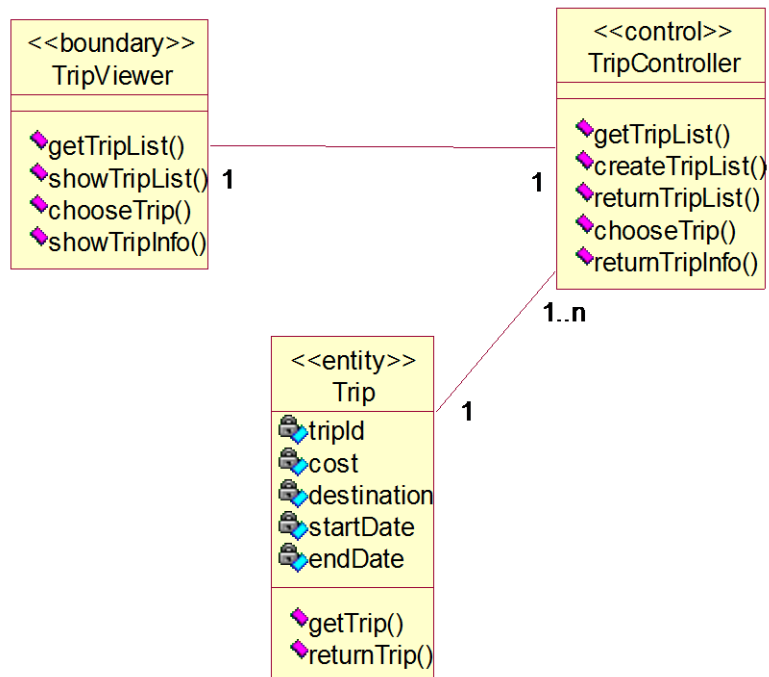 <<boundary>>
TripViewer
getTripList()
showTripList()
chooseTrip()
showTripInfo()
1
1
<<control>>
TripController
getTripList()
createTripList()
returnTripList()
chooseTrip()
returnTripInfo()
1..n
1
<<entity>>
Trip
tripId
cost
destination
startDate
endDate
getTrip()
returnTrip()